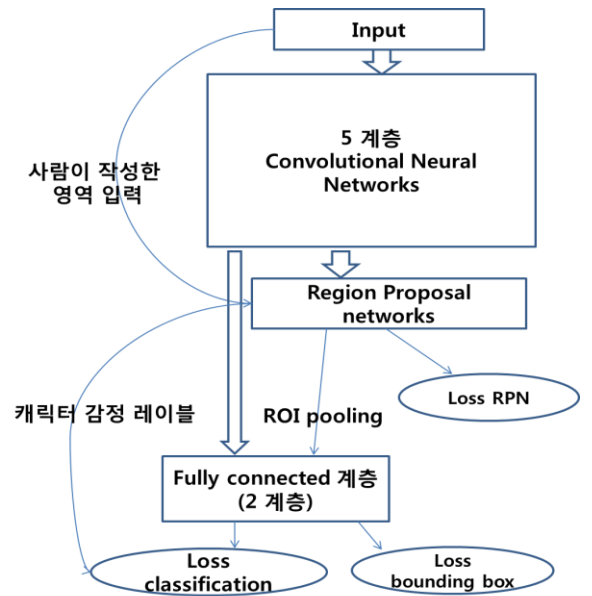 Input
5 계층
Convolutional Neural
Networks
사람이 작성한
영역 입력
Region Proposal
networks
캐릭터 감정 레이블
ROI pooling
Loss RPN
Fully connected 계층
(2 계층)
Loss
classification
Loss
bounding box